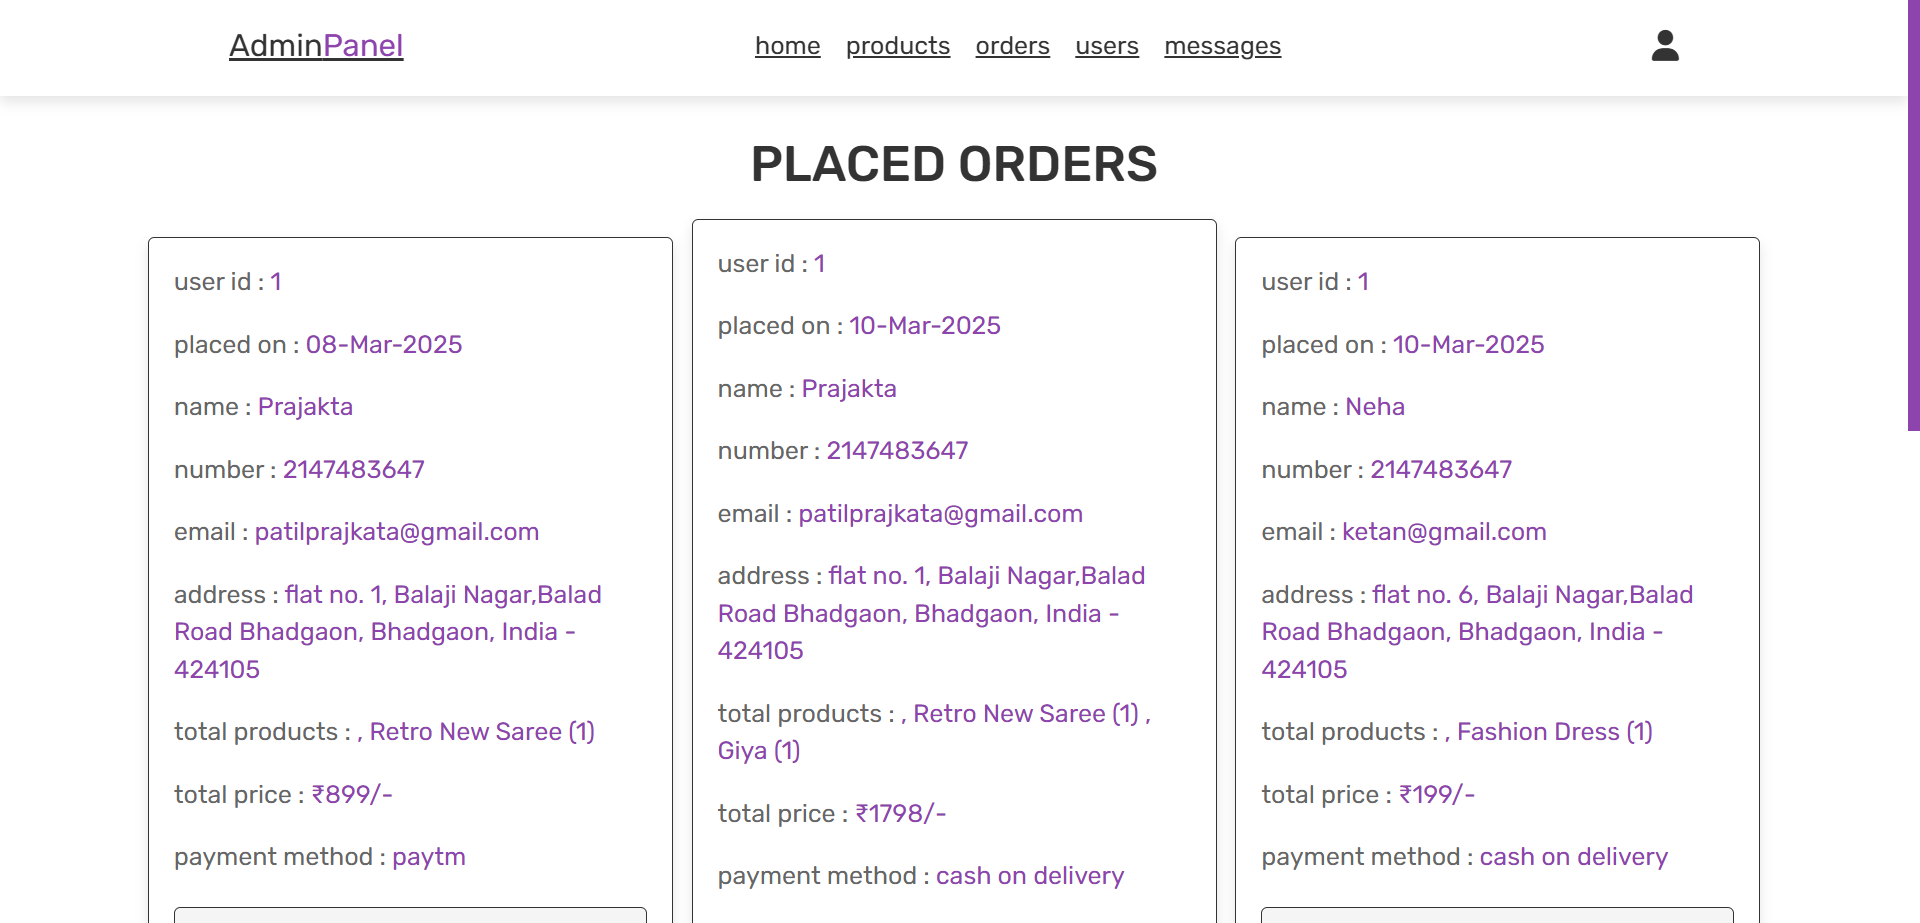 AdminPanel
home products orders users messages
PLACED ORDERS
user id : 1
placed on : 08-Mar-2025
name : Prajakta
number : 2147483647
email : patilprajkata@gmail.com
address : flat no. 1, Balaji Nagar,Balad
Road Bhadgaon, Bhadgaon, India -
424105
total products : , Retro New Saree (1)
total price : ₹899/-
payment method : paytm
user id : 1
placed on : 10-Mar-2025
name : Prajakta
number : 2147483647
email : patilprajkata@gmail.com
address : flat no. 1, Balaji Nagar,Balad
Road Bhadgaon, Bhadgaon, India -
424105
total products : , Retro New Saree (1) ,
Giya (1)
total price : ₹1798/-
payment method : cash on delivery
user id : 1
placed on : 10-Mar-2025
name : Neha
number : 2147483647
email : ketan@gmail.com
address : flat no. 6, Balaji Nagar,Balad
Road Bhadgaon, Bhadgaon, India -
424105
total products : , Fashion Dress (1)
total price : ₹199/-
payment method : cash on delivery